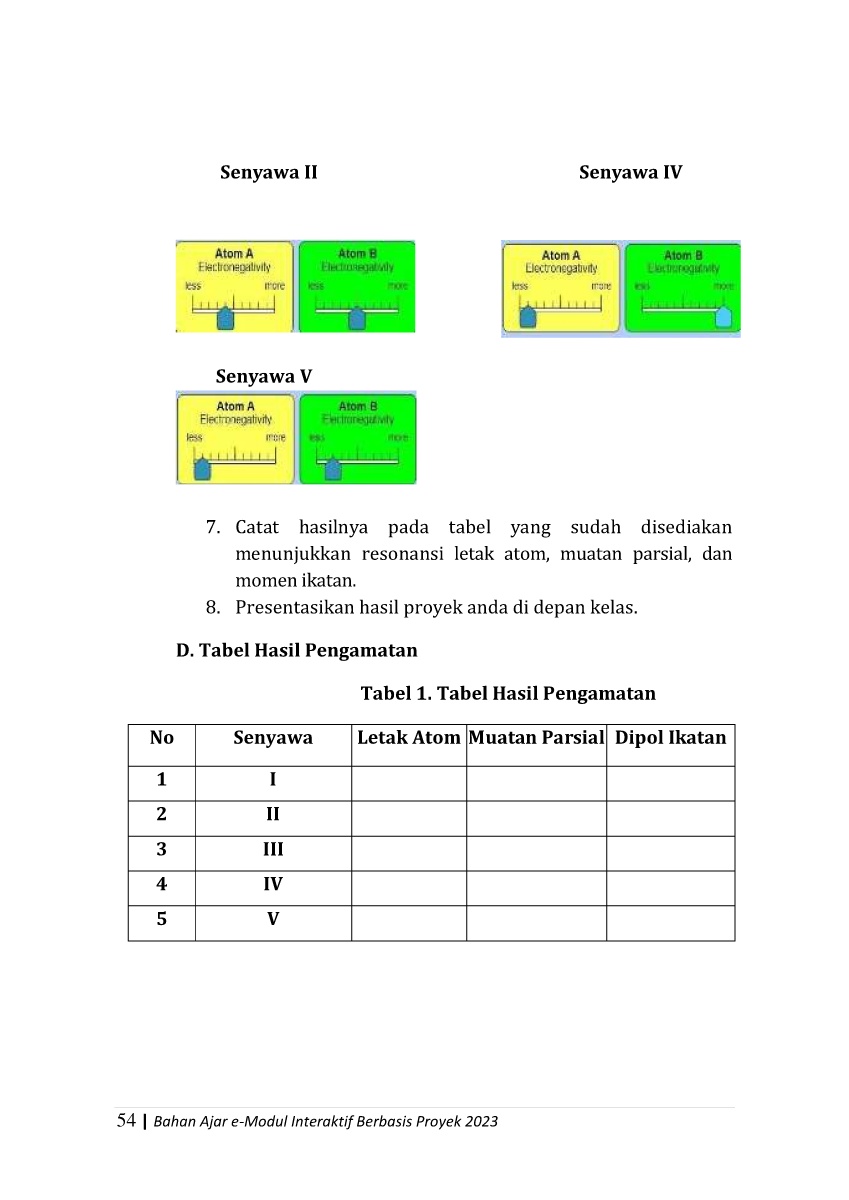 Senyawa II Senyawa IV
Atom A Atom B Atom A Atom B
Electronegativity Electronegativity Electronegativity Electronegativity
less more less more less more less more
Senyawa V
Atom A Atom B
Electronegativity Electronegativity
less more less more
7. Catat hasilnya pada tabel yang sudah disediakan
menunjukkan resonansi letak atom, muatan parsial, dan
momen ikatan.
8. Presentasikan hasil proyek anda di depan kelas.
D. Tabel Hasil Pengamatan
Tabel 1. Tabel Hasil Pengamatan
No Senyawa Letak Atom Muatan Parsial Dipol Ikatan
1 I
2 II
3 III
4 IV
5 V
54 | Bahan Ajar e-Modul Interaktif Berbasis Proyek 2023